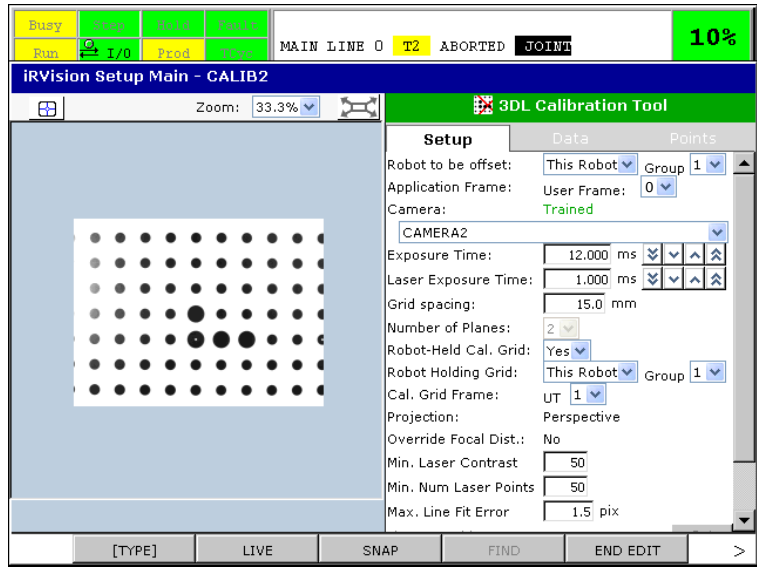 Busy Step Hold Fault
Run I/O Prod TCyc
MAIN LINE 0 T2 ABORTED JOINT
10%
iRVision Setup Main - CALIB2
Zoom: 33.3%
3DL Calibration Tool
Setup Data Points
Robot to be offset: This Robot Group 1
Application Frame: User Frame: 0
Camera: Trained
CAMERA2
Exposure Time: 12.000 ms
Laser Exposure Time: 1.000 ms
Grid spacing: 15.0 mm
Number of Planes: 2
Robot-Held Cal. Grid: Yes
Robot Holding Grid: This Robot Group 1
Cal. Grid Frame: UT 1
Projection: Perspective
Override Focal Dist.: No
Min. Laser Contrast 50
Min. Num Laser Points 50
Max. Line Fit Error 1.5 pix
[TYPE] LIVE SNAP FIND END EDIT >